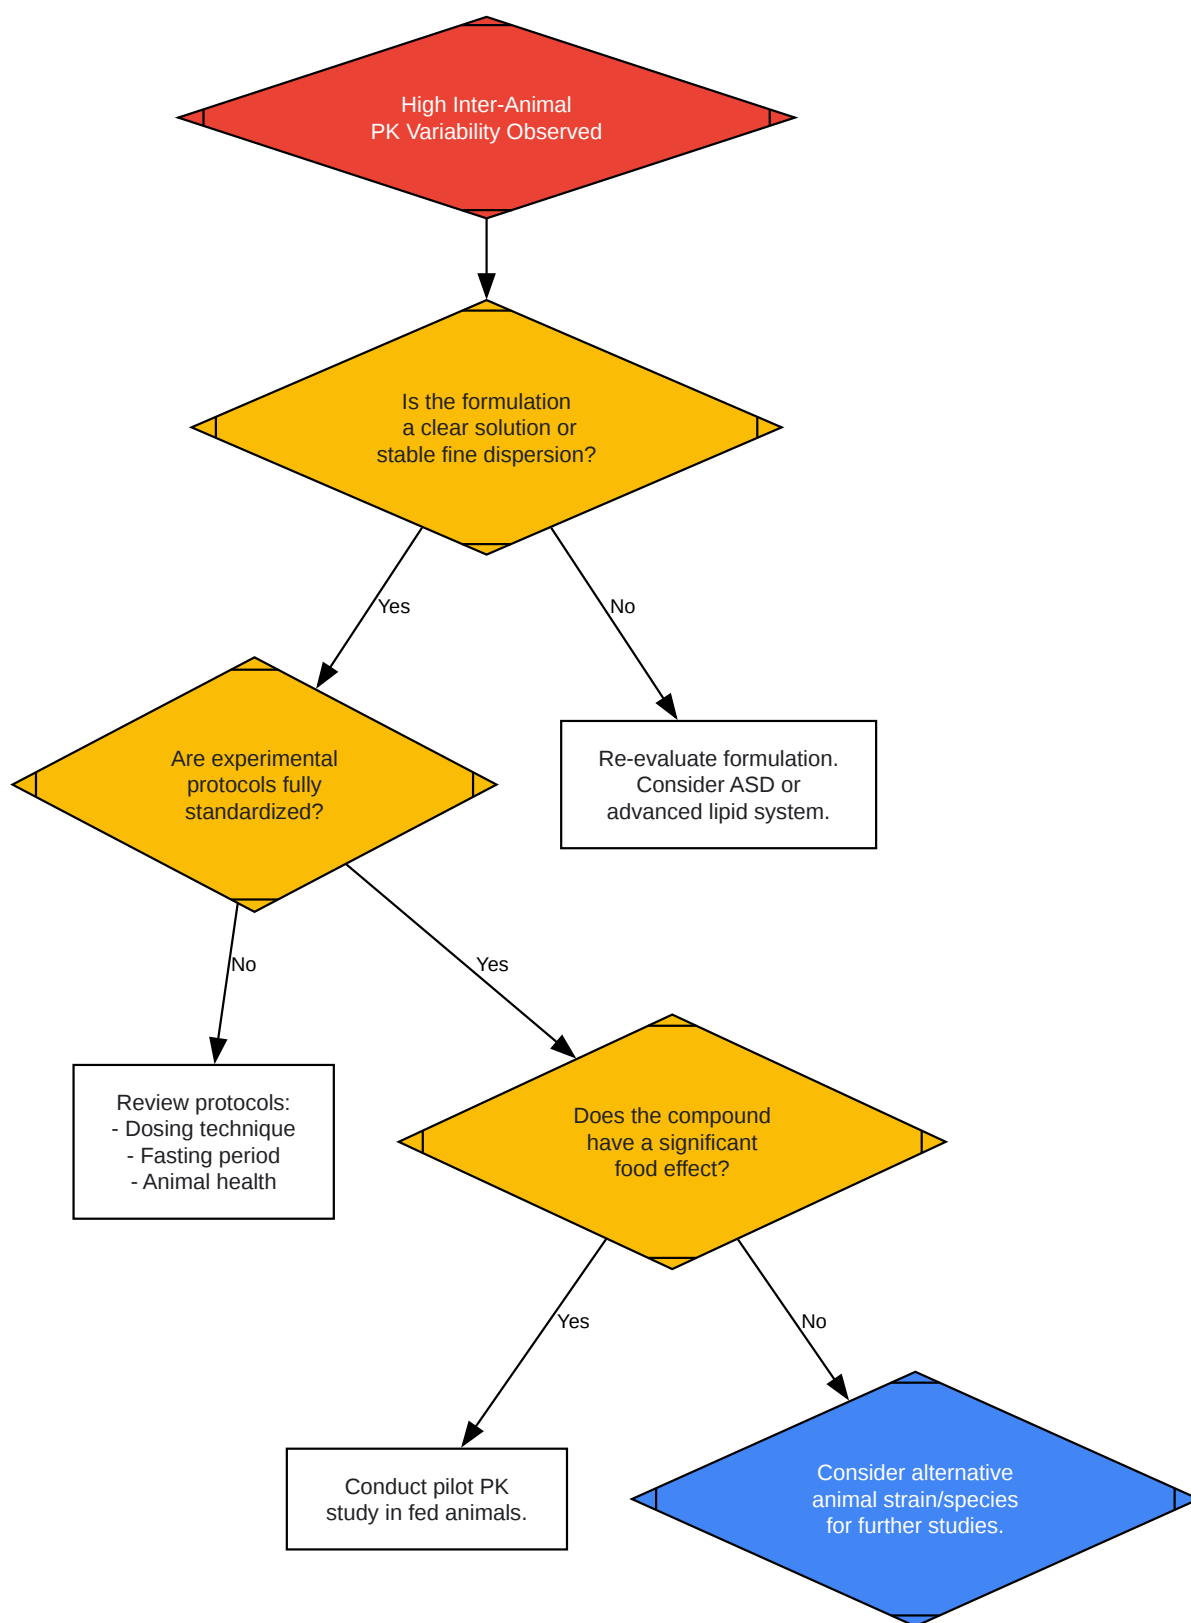 High Inter-Animal
PK Variability Observed
Is the formulation
a clear solution or
stable fine dispersion?
Yes
No
Are experimental
protocols fully
standardized?
Re-evaluate formulation.
Consider ASD or
advanced lipid system.
No
Yes
Review protocols:
- Dosing technique
- Fasting period
- Animal health
Does the compound
have a significant
food effect?
Yes
No
Conduct pilot PK
study in fed animals.
Consider alternative
animal strain/species
for further studies.